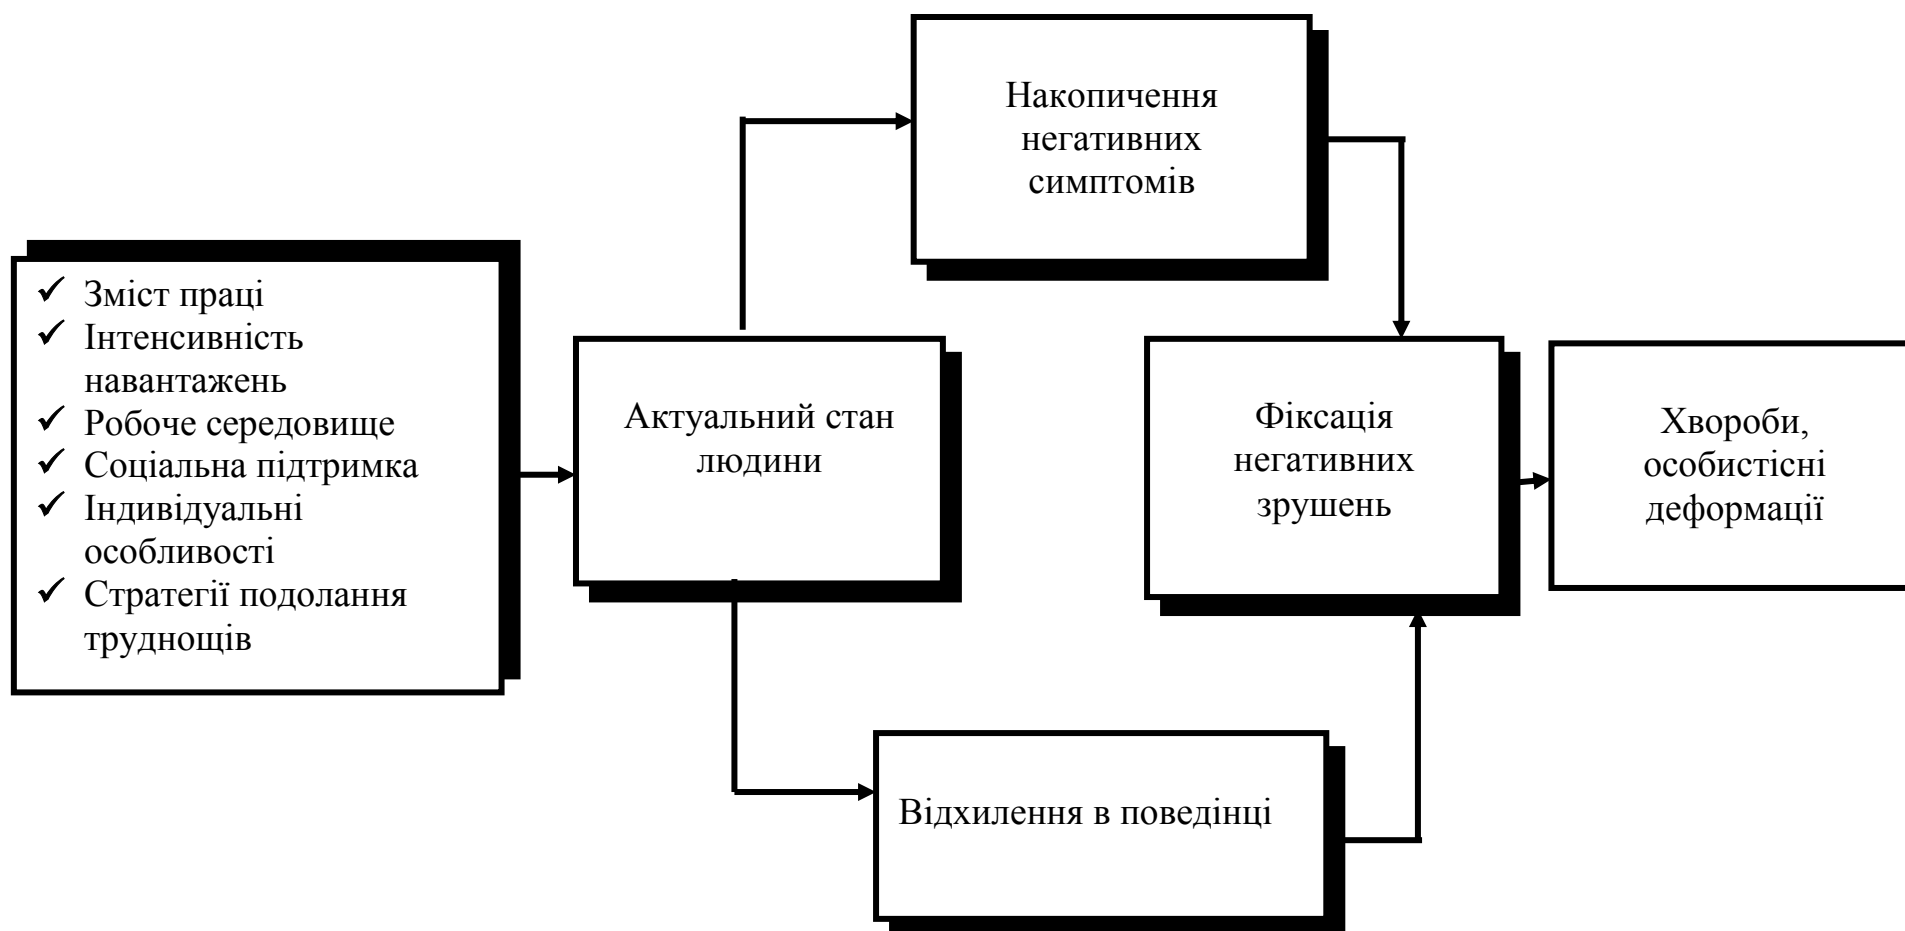 Накопичення
негативних
симптомів
✓ Зміст праці
✓ Інтенсивність
навантажень
✓ Робоче середовище
✓ Соціальна підтримка
✓ Індивідуальні
особливості
✓ Стратегії подолання
труднощів
Актуальний стан
людини
Фіксація
негативних
зрушень
Хвороби,
особистісні
деформації
Відхилення в поведінці